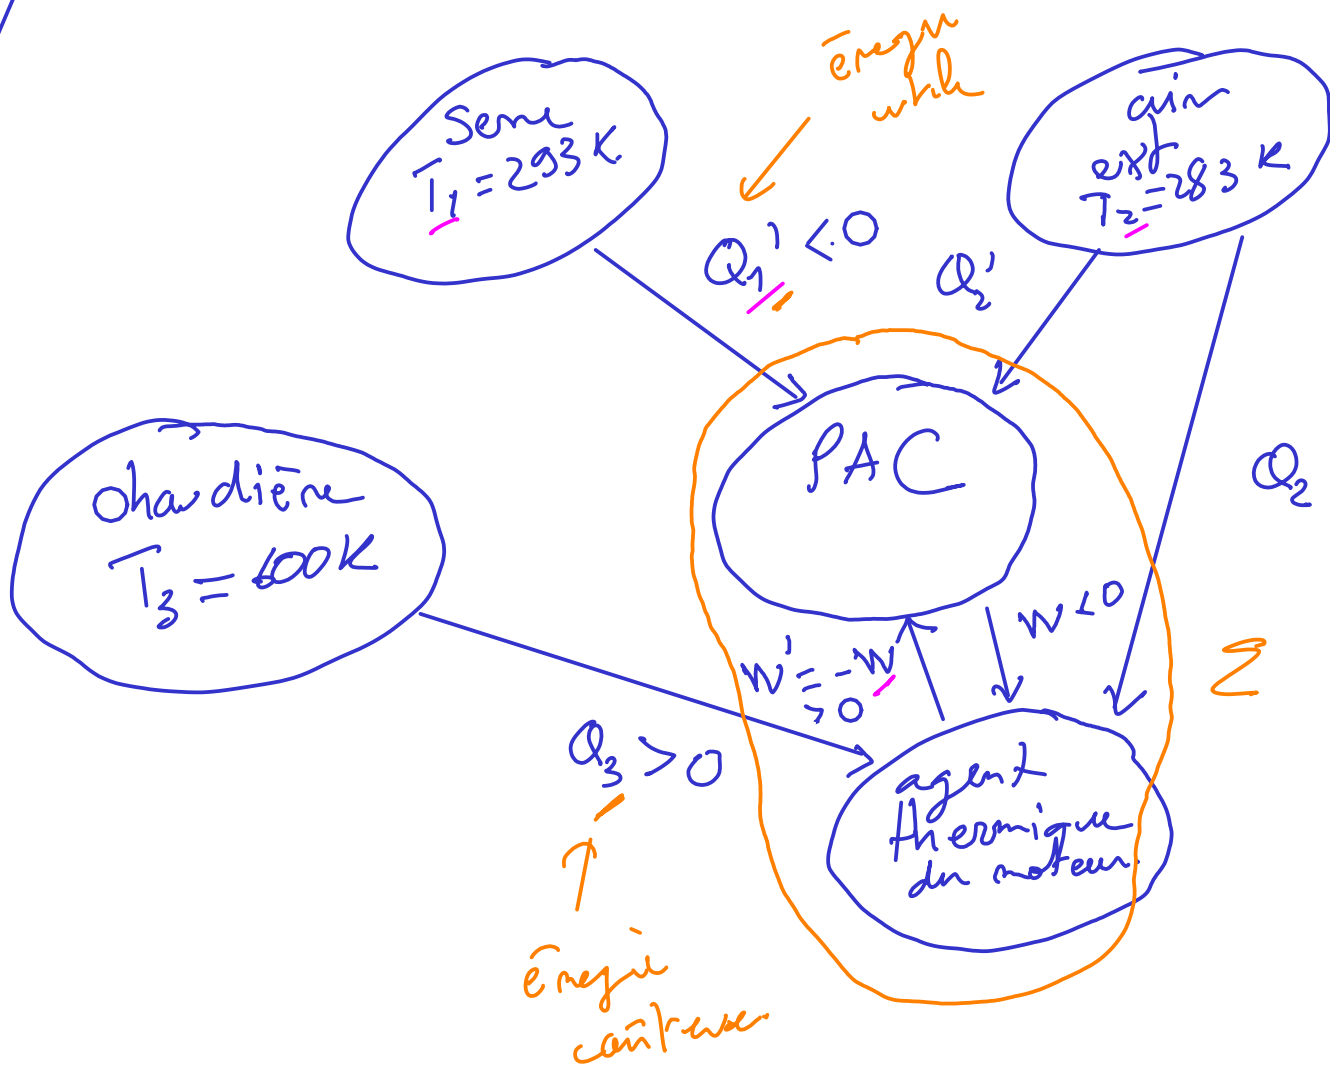 énergie
utile
Serre
T₁ = 293 K
air
ext
T₂ = 283 K
Q₁' < 0
Q₂'
chaudière
T₃ = 600 K
PAC
Q₂
W < 0
W' = -W
> 0
Σ
Q₃ > 0
agent
thermique
du moteur
énergie
coûteuse